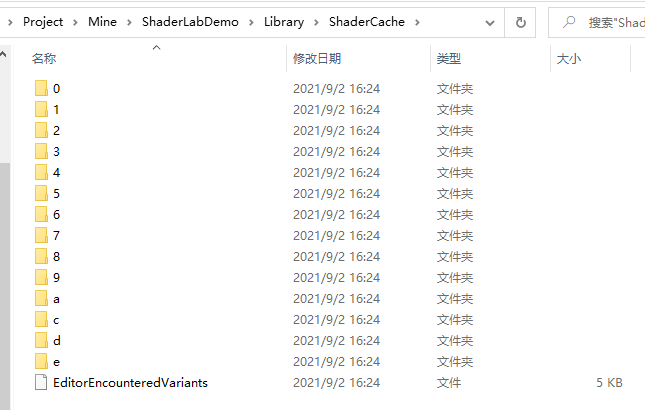 Project > Mine > ShaderLabDemo > Library > ShaderCache >
搜索"Shad
名称 修改日期 类型 大小
0 2021/9/2 16:24 文件夹
1 2021/9/2 16:24 文件夹
2 2021/9/2 16:24 文件夹
3 2021/9/2 16:24 文件夹
4 2021/9/2 16:24 文件夹
5 2021/9/2 16:24 文件夹
6 2021/9/2 16:24 文件夹
7 2021/9/2 16:24 文件夹
8 2021/9/2 16:24 文件夹
9 2021/9/2 16:24 文件夹
a 2021/9/2 16:24 文件夹
c 2021/9/2 16:24 文件夹
d 2021/9/2 16:24 文件夹
e 2021/9/2 16:24 文件夹
EditorEncounteredVariants 2021/9/2 16:24 文件 5 KB